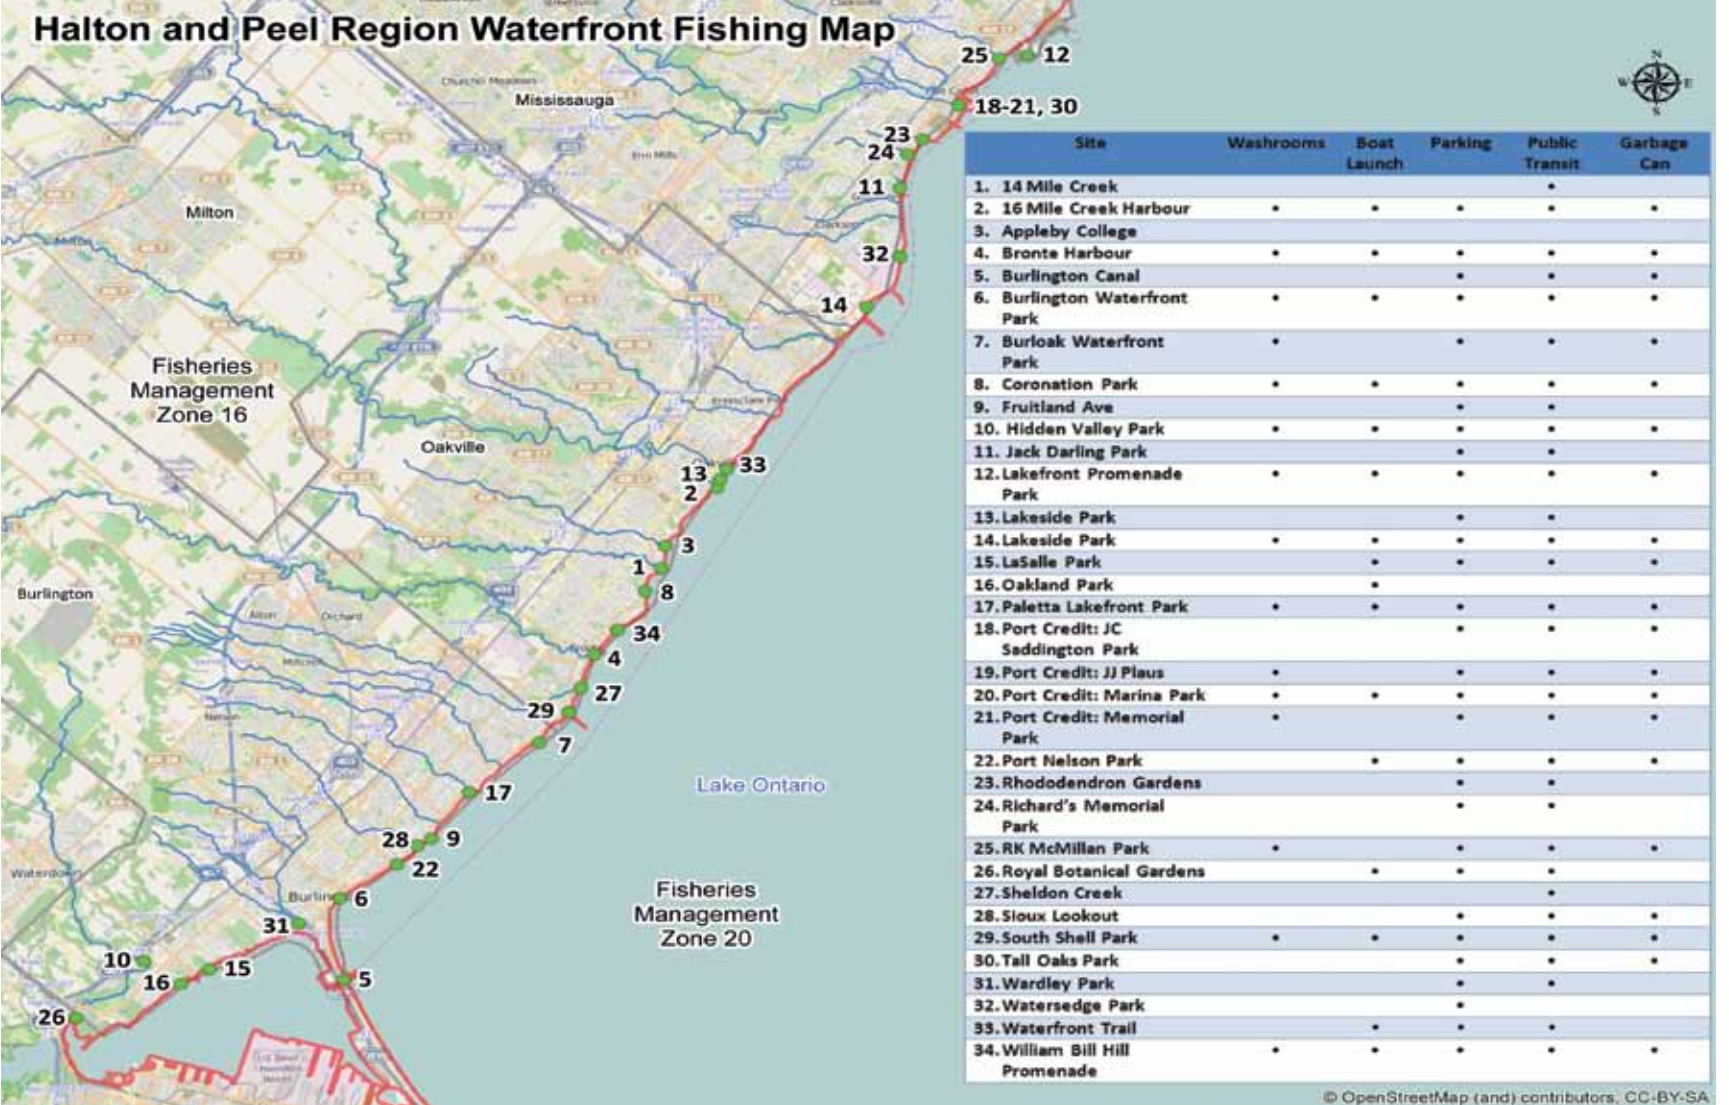 Halton and Peel Region Waterfront Fishing Map
Churchill Meadows
Mississauga
Erin Mills
Clarkson
Milton
Milton
Fisheries
Management
Zone 16
Oakville
Burlington
Alton
Orchard
Nelson
Waterdown
Lake Ontario
Fisheries
Management
Zone 20
25
12
18-21, 30
23
24
11
32
14
33
13
2
3
1
8
34
4
27
29
7
17
9
28
22
6
31
10
15
16
5
26
N
W E
S
Site Washrooms Boat Launch Parking Public Transit Garbage Can
1. 14 Mile Creek •
2. 16 Mile Creek Harbour • • • • •
3. Appleby College
4. Bronte Harbour • • • • •
5. Burlington Canal • • •
6. Burlington Waterfront • • • • •
Park
7. Burloak Waterfront • • • •
Park
8. Coronation Park • • • • •
9. Fruitland Ave • •
10. Hidden Valley Park • • • • •
11. Jack Darling Park • •
12. Lakefront Promenade • • • • •
Park
13. Lakeside Park • •
14. Lakeside Park • • • • •
15. LaSalle Park • • • •
16. Oakland Park •
17. Paletta Lakefront Park • • • • •
18. Port Credit: JC • • •
Saddington Park
19. Port Credit: JJ Plaus • • • •
20. Port Credit: Marina Park • • • • •
21. Port Credit: Memorial • • • •
Park
22. Port Nelson Park • • • •
23. Rhododendron Gardens • •
24. Richard's Memorial • •
Park
25. RK McMillan Park • • • •
26. Royal Botanical Gardens • • •
27. Sheldon Creek •
28. Sioux Lookout • • •
29. South Shell Park • • • • •
30. Tall Oaks Park • • •
31. Wardley Park • •
32. Watersedge Park •
33. Waterfront Trail • • •
34. William Bill Hill • • • • •
Promenade
© OpenStreetMap (and) contributors, CC-BY-SA